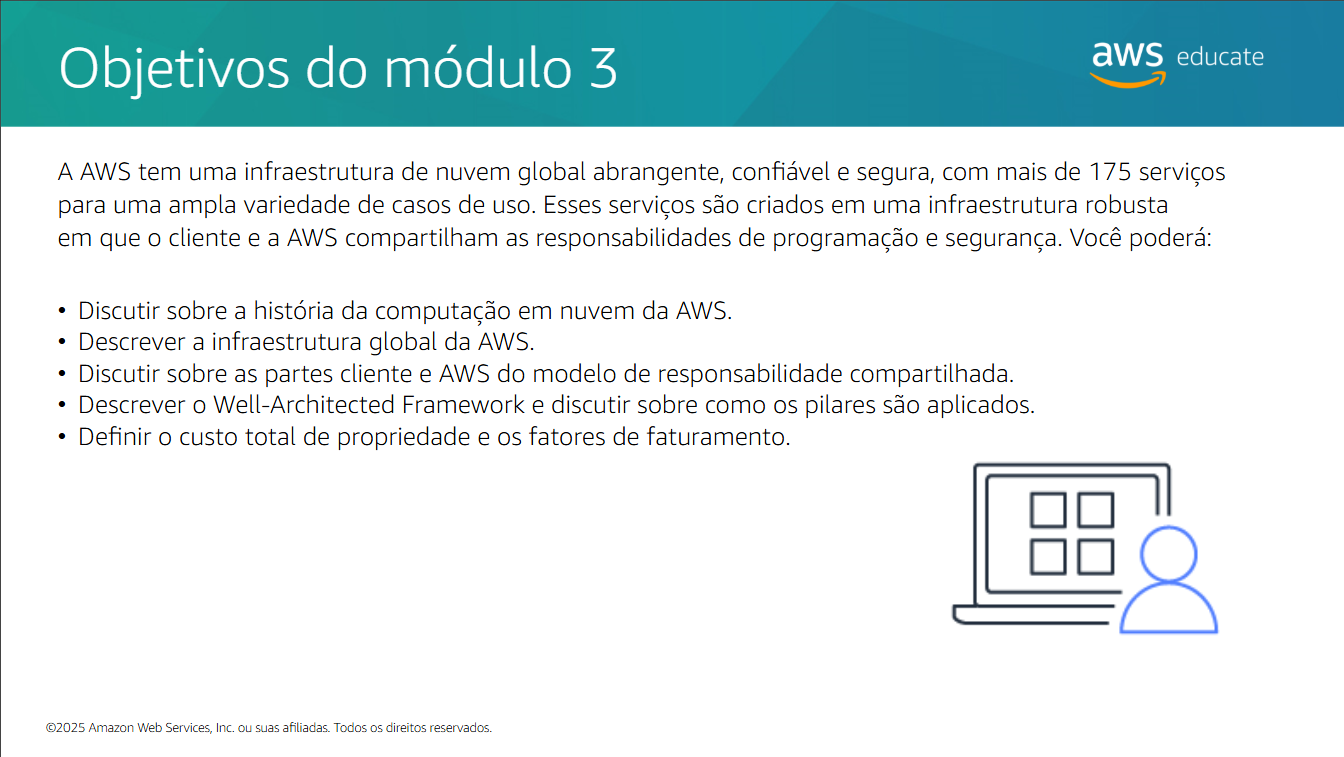 Objetivos do módulo 3
aws educate
A AWS tem uma infraestrutura de nuvem global abrangente, confiável e segura, com mais de 175 serviços
para uma ampla variedade de casos de uso. Esses serviços são criados em uma infraestrutura robusta
em que o cliente e a AWS compartilham as responsabilidades de programação e segurança. Você poderá:
• Discutir sobre a história da computação em nuvem da AWS.
• Descrever a infraestrutura global da AWS.
• Discutir sobre as partes cliente e AWS do modelo de responsabilidade compartilhada.
• Descrever o Well-Architected Framework e discutir sobre como os pilares são aplicados.
• Definir o custo total de propriedade e os fatores de faturamento.
©2025 Amazon Web Services, Inc. ou suas afiliadas. Todos os direitos reservados.